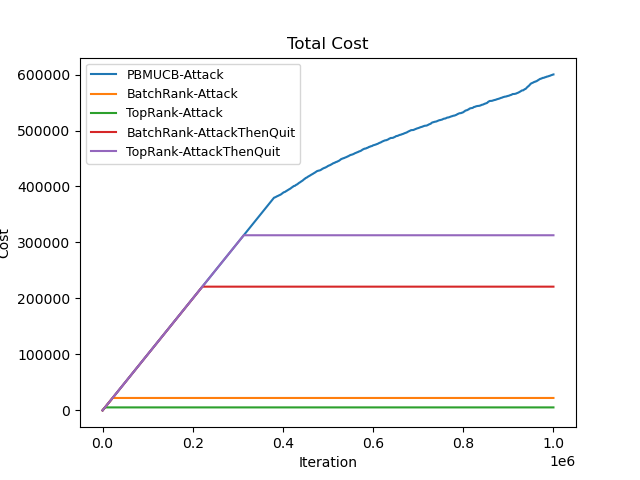 Total Cost
600000
500000
400000
300000
200000
100000
0
Cost
PBMUCB-Attack
BatchRank-Attack
TopRank-Attack
BatchRank-AttackThenQuit
TopRank-AttackThenQuit
0.0 0.2 0.4 0.6 0.8 1.0
1e6
Iteration